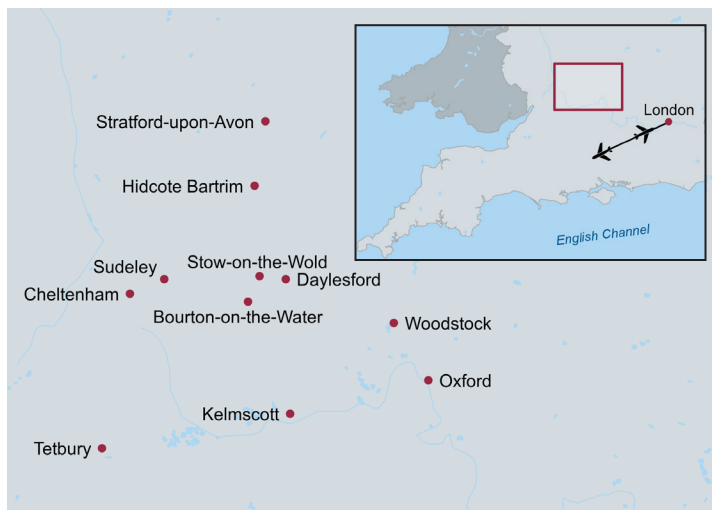 London
English Channel
Stratford-upon-Avon
Hidcote Bartrim
Stow-on-the-Wold
Sudeley
Daylesford
Cheltenham
Bourton-on-the-Water
Woodstock
Oxford
Kelmscott
Tetbury